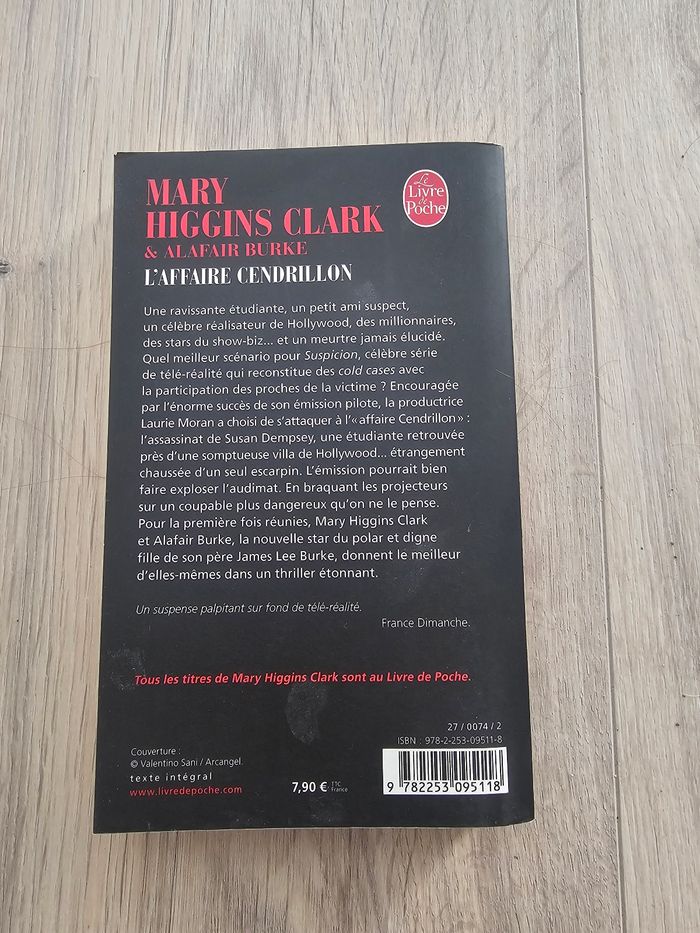 MARY
HIGGINS CLARK
& ALAFAIR BURKE
L'AFFAIRE CENDRILLON
Le
Livre
de
Poche
Une ravissante étudiante, un petit ami suspect,
un célèbre réalisateur de Hollywood, des millionnaires,
des stars du show-biz... et un meurtre jamais élucidé.
Quel meilleur scénario pour Suspicion, célèbre série
de télé-réalité qui reconstitue des cold cases avec
la participation des proches de la victime ? Encouragée
par l'énorme succès de son émission pilote, la productrice
Laurie Moran a choisi de s'attaquer à l'« affaire Cendrillon » :
l'assassinat de Susan Dempsey, une étudiante retrouvée
près d'une somptueuse villa de Hollywood... étrangement
chaussée d'un seul escarpin. L'émission pourrait bien
faire exploser l'audimat. En braquant les projecteurs
sur un coupable plus dangereux qu'on ne le pense.
Pour la première fois réunies, Mary Higgins Clark
et Alafair Burke, la nouvelle star du polar et digne
fille de son père James Lee Burke, donnent le meilleur
d'elles-mêmes dans un thriller étonnant.
Un suspense palpitant sur fond de télé-réalité.
France Dimanche.
Tous les titres de Mary Higgins Clark sont au Livre de Poche.
27 / 0074 / 2
ISBN : 978-2-253-09511-8
Couverture :
© Valentino Sani / Arcangel.
texte intégral
www.livredepoche.com
7,90 € TTC
France
9 782253 095118